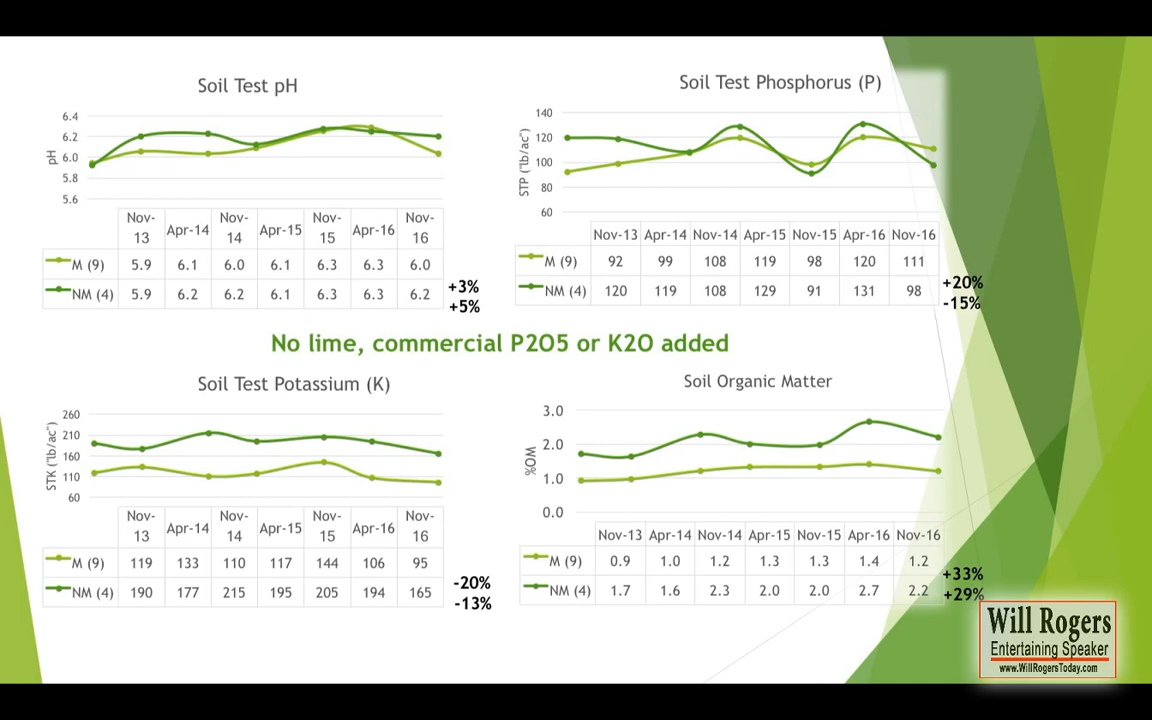 Soil Test pH
6.4
6.2
6.0
5.8
5.6
pH
Nov-13 Apr-14 Nov-14 Apr-15 Nov-15 Apr-16 Nov-16
M (9) 5.9 6.1 6.0 6.1 6.3 6.3 6.0
NM (4) 5.9 6.2 6.2 6.1 6.3 6.3 6.2
+3%
+5%
Soil Test Phosphorus (P)
140
120
100
80
60
STP ("lb/ac")
Nov-13 Apr-14 Nov-14 Apr-15 Nov-15 Apr-16 Nov-16
M (9) 92 99 108 119 98 120 111
NM (4) 120 119 108 129 91 131 98
+20%
-15%
No lime, commercial P2O5 or K2O added
Soil Test Potassium (K)
260
210
160
110
60
STK ("lb/ac")
Nov-13 Apr-14 Nov-14 Apr-15 Nov-15 Apr-16 Nov-16
M (9) 119 133 110 117 144 106 95
NM (4) 190 177 215 195 205 194 165
-20%
-13%
Soil Organic Matter
3.0
2.0
1.0
0.0
%OM
Nov-13 Apr-14 Nov-14 Apr-15 Nov-15 Apr-16 Nov-16
M (9) 0.9 1.0 1.2 1.3 1.3 1.4 1.2
NM (4) 1.7 1.6 2.3 2.0 2.0 2.7 2.2
+33%
+29%
Will Rogers
Entertaining Speaker
www.WillRogersToday.com